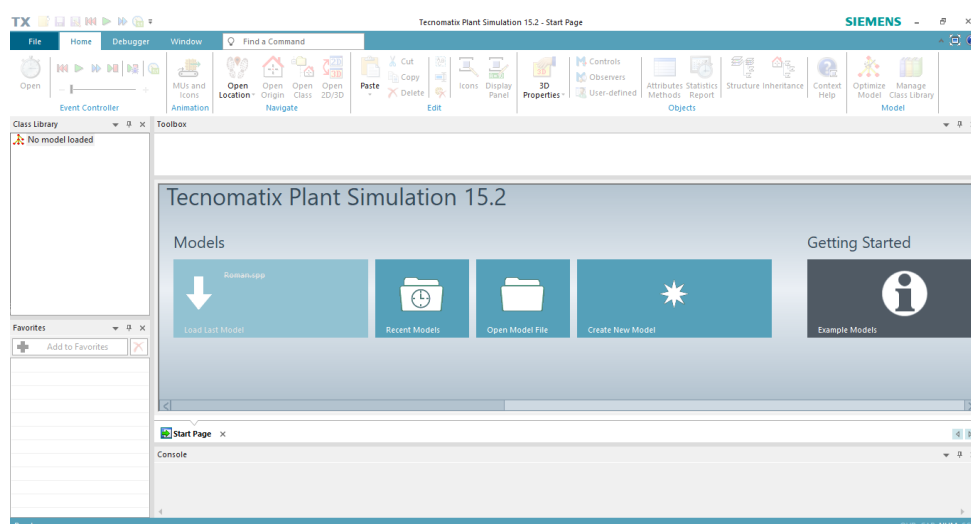 TX
Tecnomatix Plant Simulation 15.2 - Start Page
SIEMENS
File Home Debugger Window Find a Command
Open
Event Controller
MUs and Icons
Animation
Open Location
Open Origin
Open Class
Open 2D/3D
Navigate
Paste
Cut
Copy
Delete
Icons
Display Panel
Edit
3D Properties
Controls
Observers
User-defined
Attributes Methods
Statistics Report
Structure
Inheritance
Objects
Context Help
Optimize Model
Manage Class Library
Model
Class Library
No model loaded
Toolbox
Tecnomatix Plant Simulation 15.2
Models
Getting Started
Roman.spp
Load Last Model
Recent Models
Open Model File
Create New Model
Example Models
Favorites
Add to Favorites
Start Page
Console